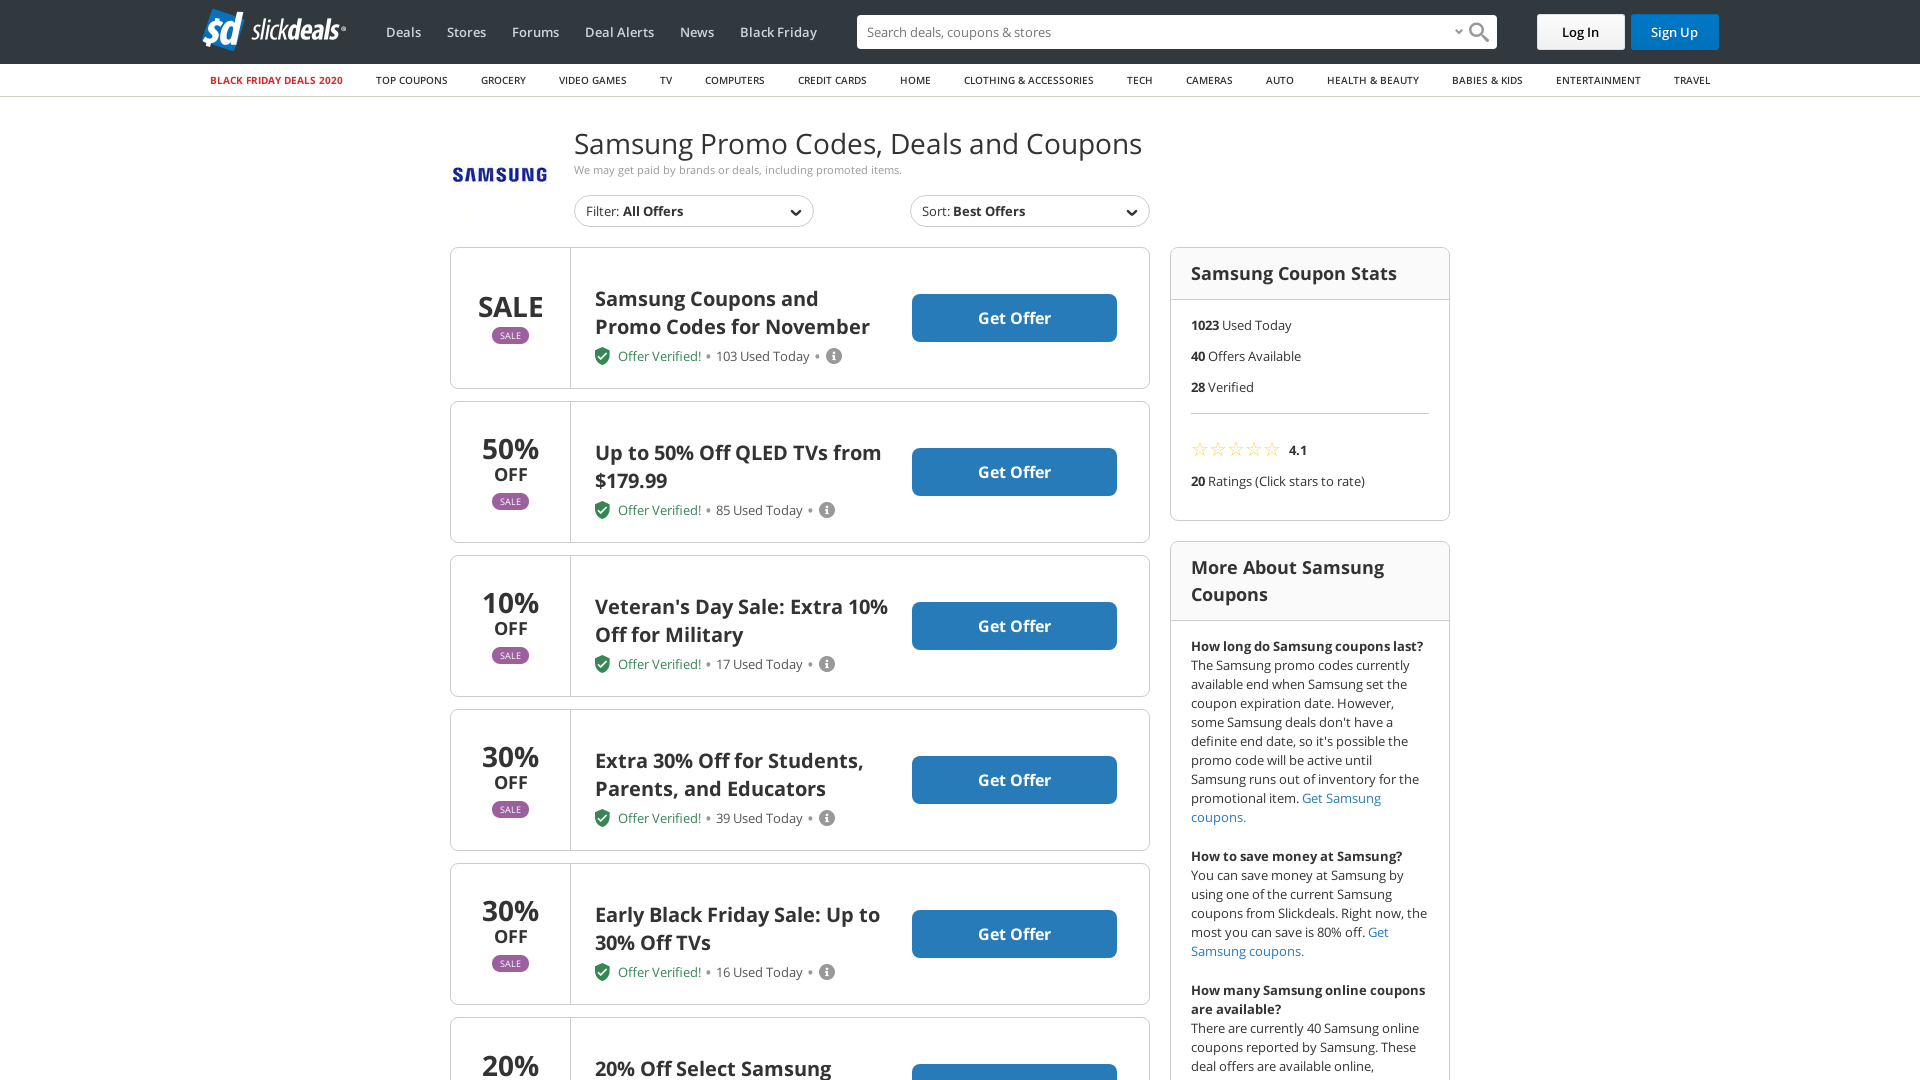 sd slickdeals
Deals
Stores
Forums
Deal Alerts
News
Black Friday
Search deals, coupons & stores
Log In
Sign Up
BLACK FRIDAY DEALS 2020
TOP COUPONS
GROCERY
VIDEO GAMES
TV
COMPUTERS
CREDIT CARDS
HOME
CLOTHING & ACCESSORIES
TECH
CAMERAS
AUTO
HEALTH & BEAUTY
BABIES & KIDS
ENTERTAINMENT
TRAVEL
SAMSUNG
Samsung Promo Codes, Deals and Coupons
We may get paid by brands or deals, including promoted items.
Filter: All Offers
Sort: Best Offers
SALE
SALE
Samsung Coupons and
Promo Codes for November
Offer Verified! • 103 Used Today •
Get Offer
50%
OFF
SALE
Up to 50% Off QLED TVs from
$179.99
Offer Verified! • 85 Used Today •
Get Offer
10%
OFF
SALE
Veteran's Day Sale: Extra 10%
Off for Military
Offer Verified! • 17 Used Today •
Get Offer
30%
OFF
SALE
Extra 30% Off for Students,
Parents, and Educators
Offer Verified! • 39 Used Today •
Get Offer
30%
OFF
SALE
Early Black Friday Sale: Up to
30% Off TVs
Offer Verified! • 16 Used Today •
Get Offer
20%
20% Off Select Samsung
Samsung Coupon Stats
1023 Used Today
40 Offers Available
28 Verified
☆☆☆☆☆ 4.1
20 Ratings (Click stars to rate)
More About Samsung
Coupons
How long do Samsung coupons last?
The Samsung promo codes currently
available end when Samsung set the
coupon expiration date. However,
some Samsung deals don't have a
definite end date, so it's possible the
promo code will be active until
Samsung runs out of inventory for the
promotional item. Get Samsung
coupons.
How to save money at Samsung?
You can save money at Samsung by
using one of the current Samsung
coupons from Slickdeals. Right now, the
most you can save is 80% off. Get
Samsung coupons.
How many Samsung online coupons
are available?
There are currently 40 Samsung online
coupons reported by Samsung. These
deal offers are available online,